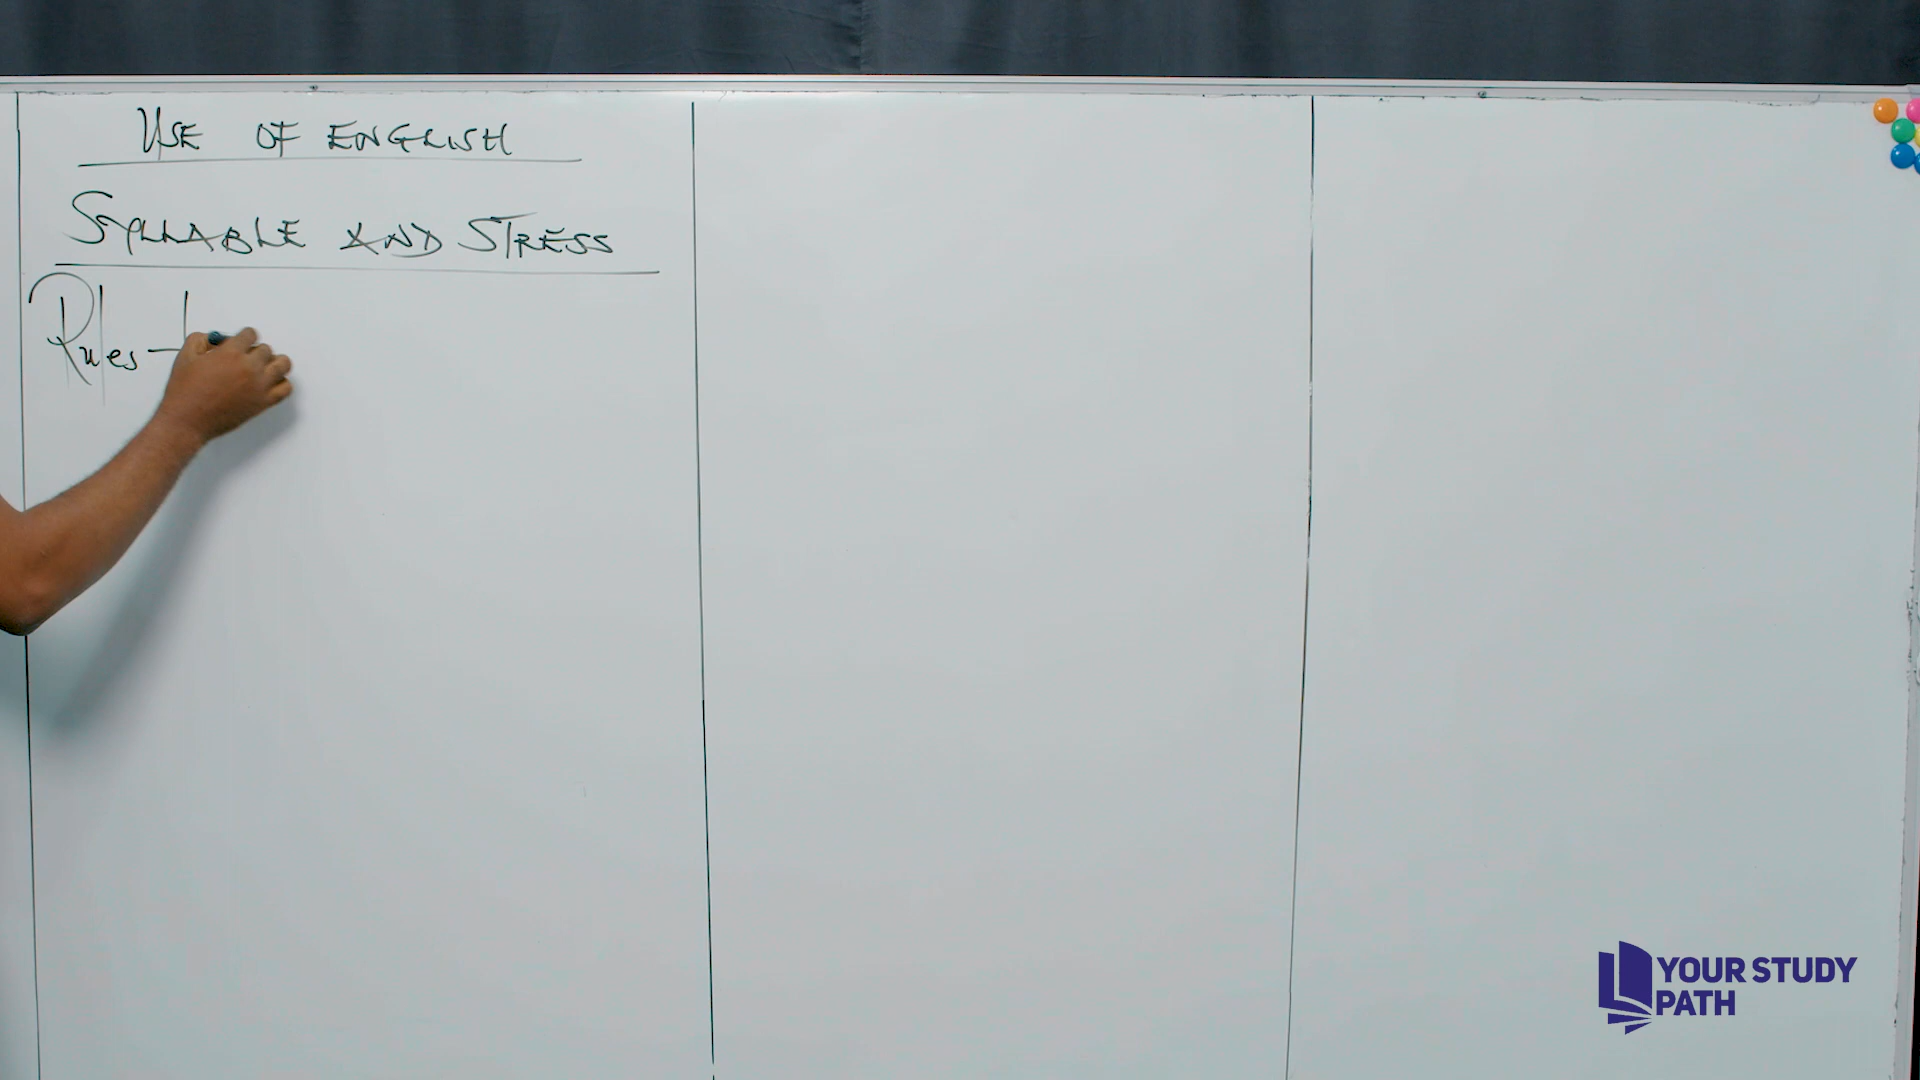 USE OF ENGLISH
SYLLABLE AND STRESS
Rules
YOUR STUDY
PATH